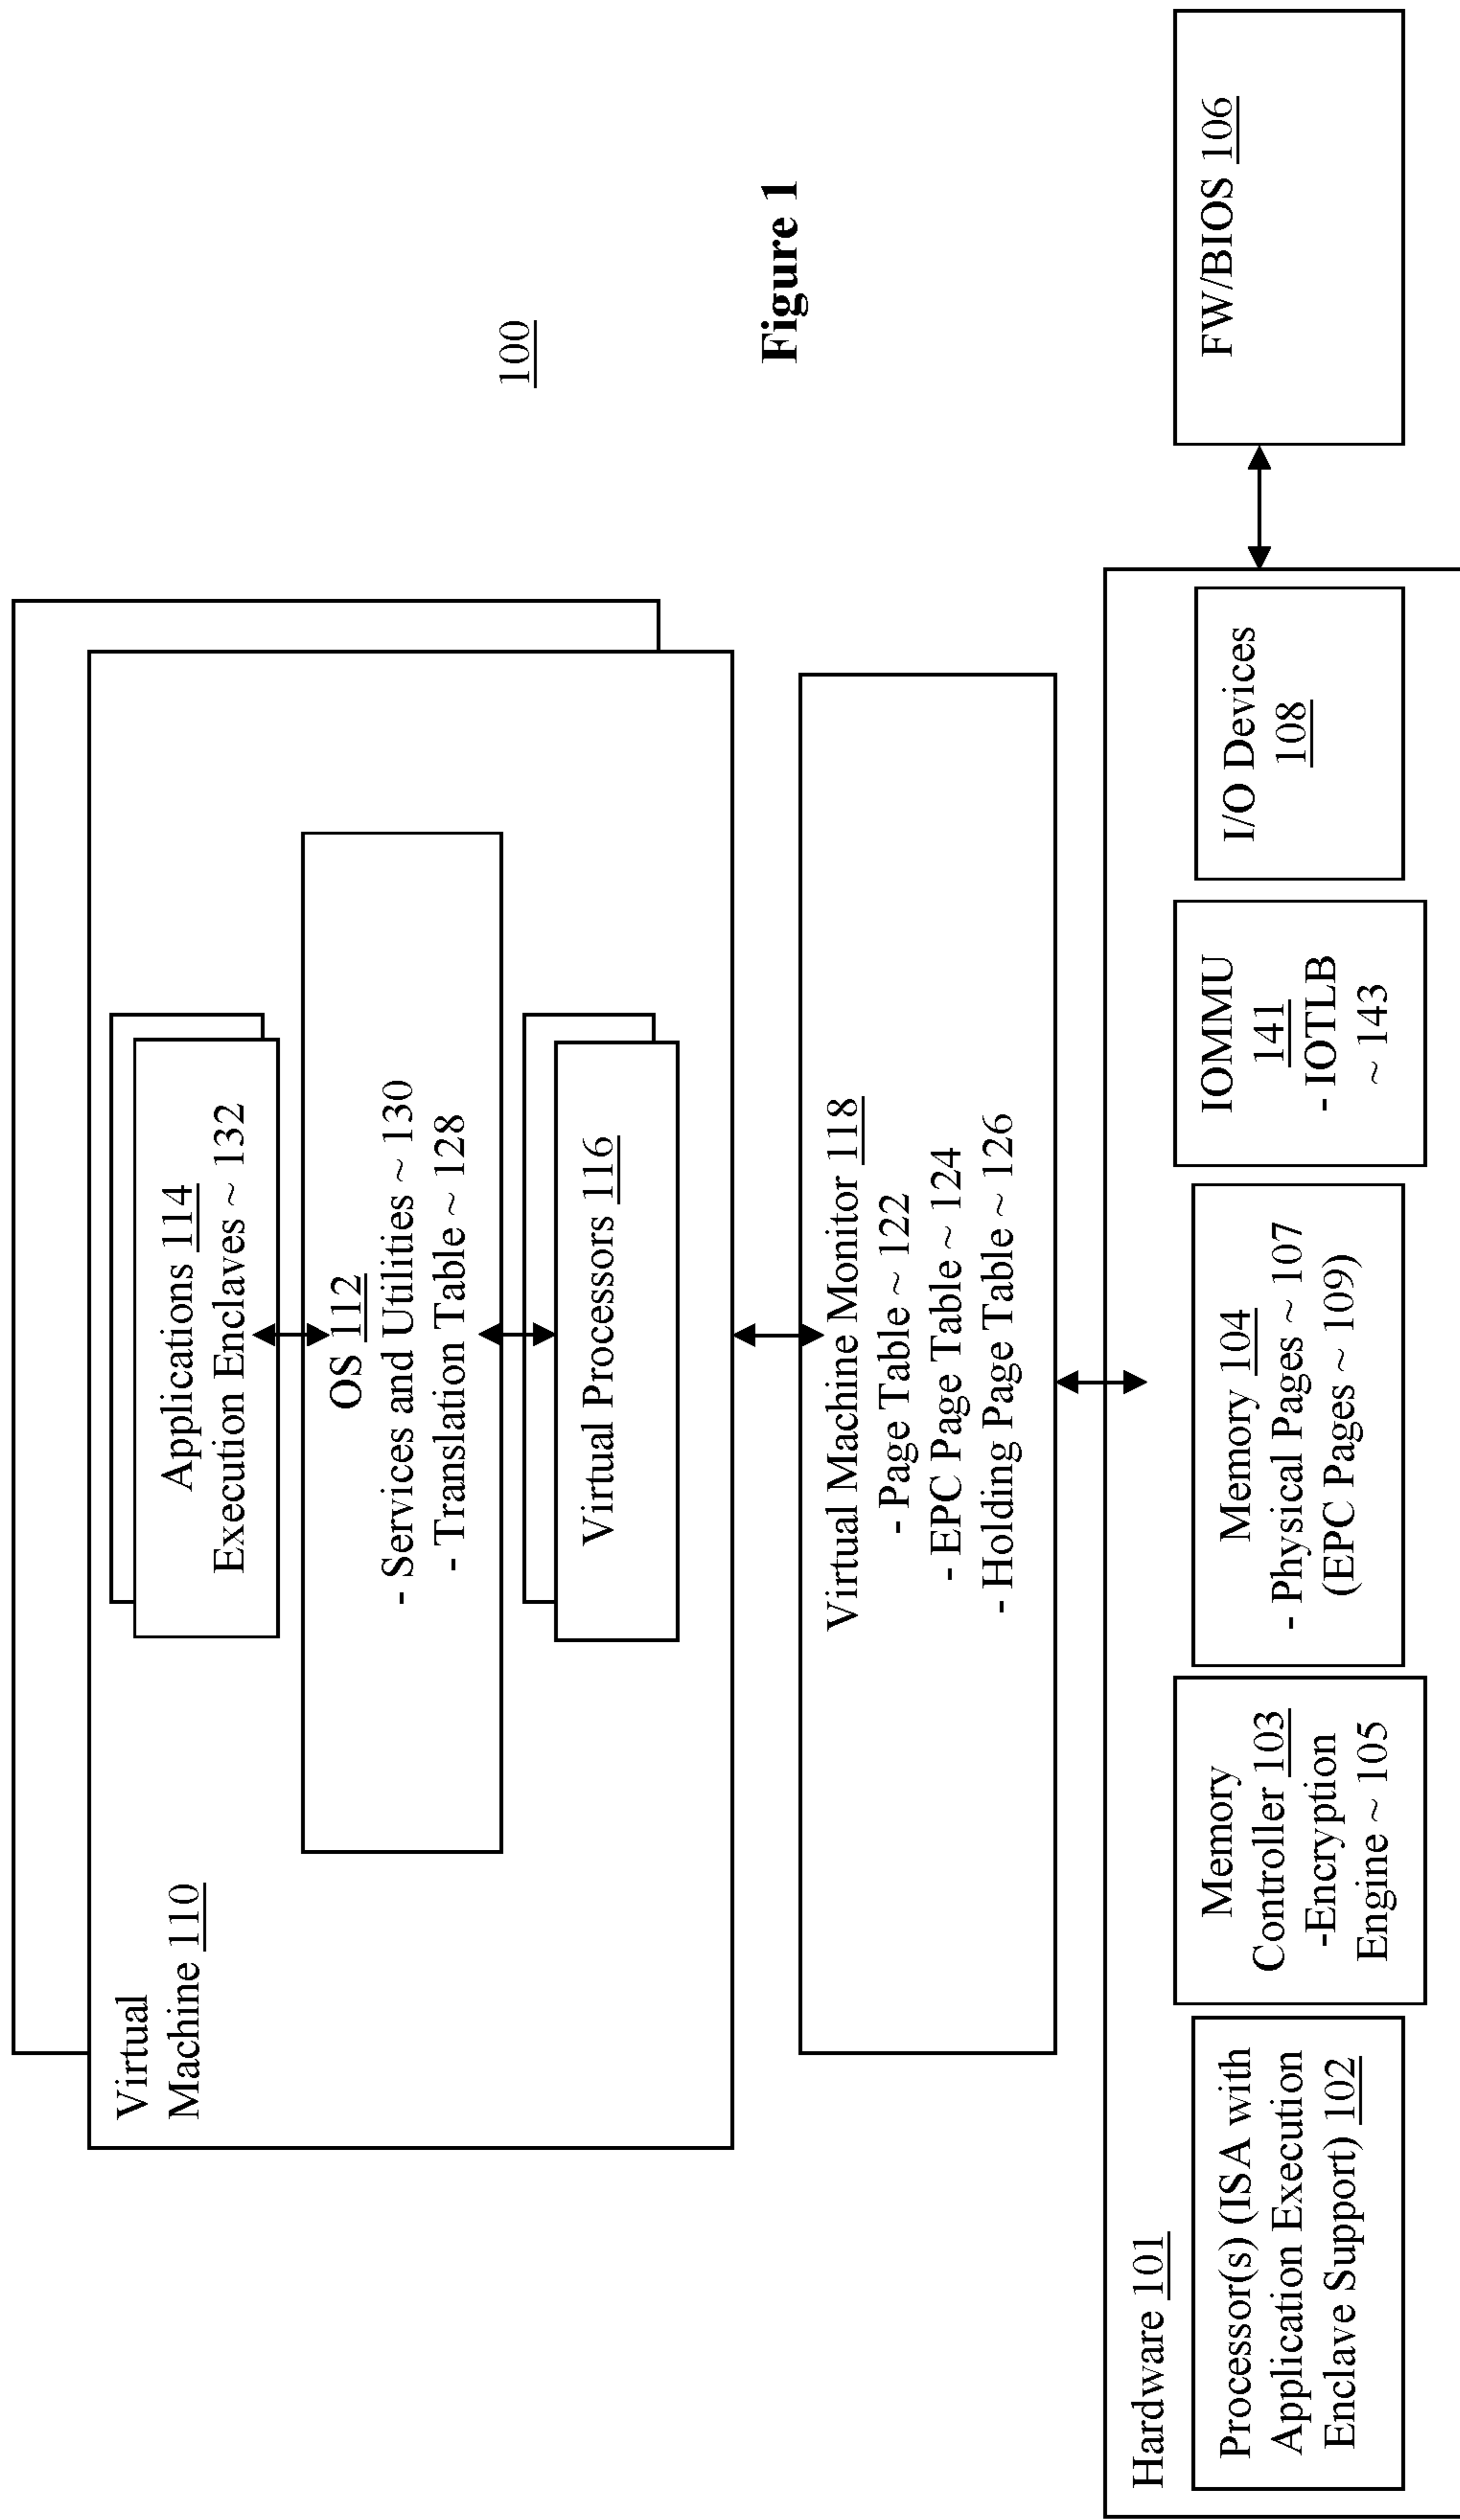 Virtual
Machine 110
Applications 114
Execution Enclaves ~ 132
OS 112
- Services and Utilities ~ 130
- Translation Table ~ 128
Virtual Processors 116
100
Virtual Machine Monitor 118
- Page Table ~ 122
- EPC Page Table ~ 124
- Holding Page Table ~ 126
Figure 1
Hardware 101
Processor(s) (ISA with
Application Execution
Enclave Support) 102
Memory
Controller 103
-Encryption
Engine ~ 105
Memory 104
- Physical Pages ~ 107
(EPC Pages ~ 109)
IOMMU
141
- IOTLB
~ 143
I/O Devices
108
FW/BIOS 106